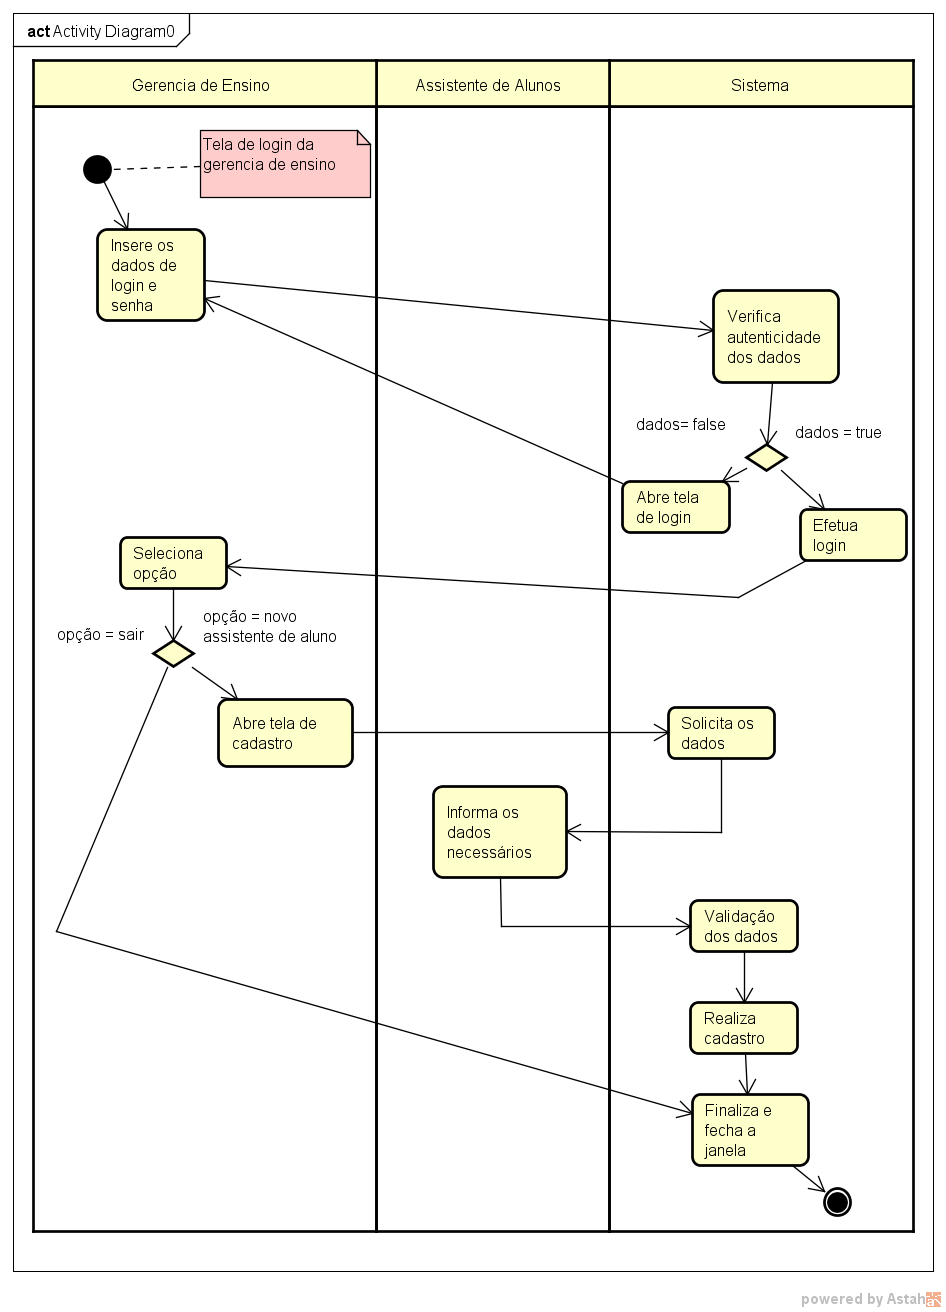 act Activity Diagram0
Gerencia de Ensino
Assistente de Alunos
Sistema
Tela de login da
gerencia de ensino
Insere os
dados de
login e
senha
Verifica
autenticidade
dos dados
dados= false
dados = true
Abre tela
de login
Efetua
login
Seleciona
opção
opção = sair
opção = novo
assistente de aluno
Abre tela de
cadastro
Solicita os
dados
Informa os
dados
necessários
Validação
dos dados
Realiza
cadastro
Finaliza e
fecha a
janela
powered by Astah